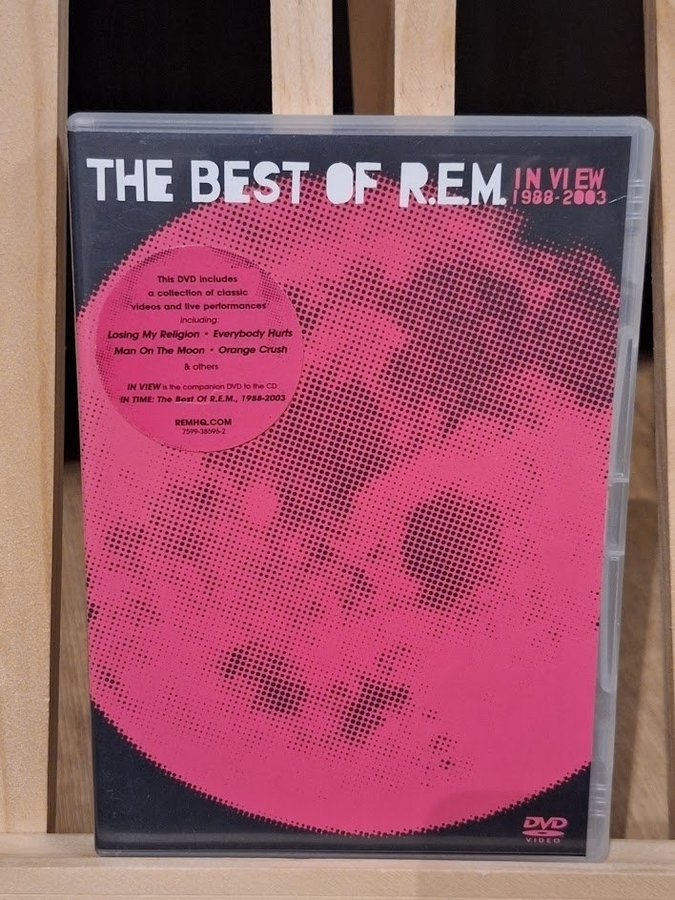 THE BEST OF R.E.M. IN VIEW
1988-2003
This DVD includes
a collection of classic
videos and live performances
including:
Losing My Religion • Everybody Hurts
Man On The Moon • Orange Crush
& others
IN VIEW is the companion DVD to the CD
IN TIME: The Best Of R.E.M., 1988-2003
REMHQ.COM
7599-38596-2
DVD
VIDEO